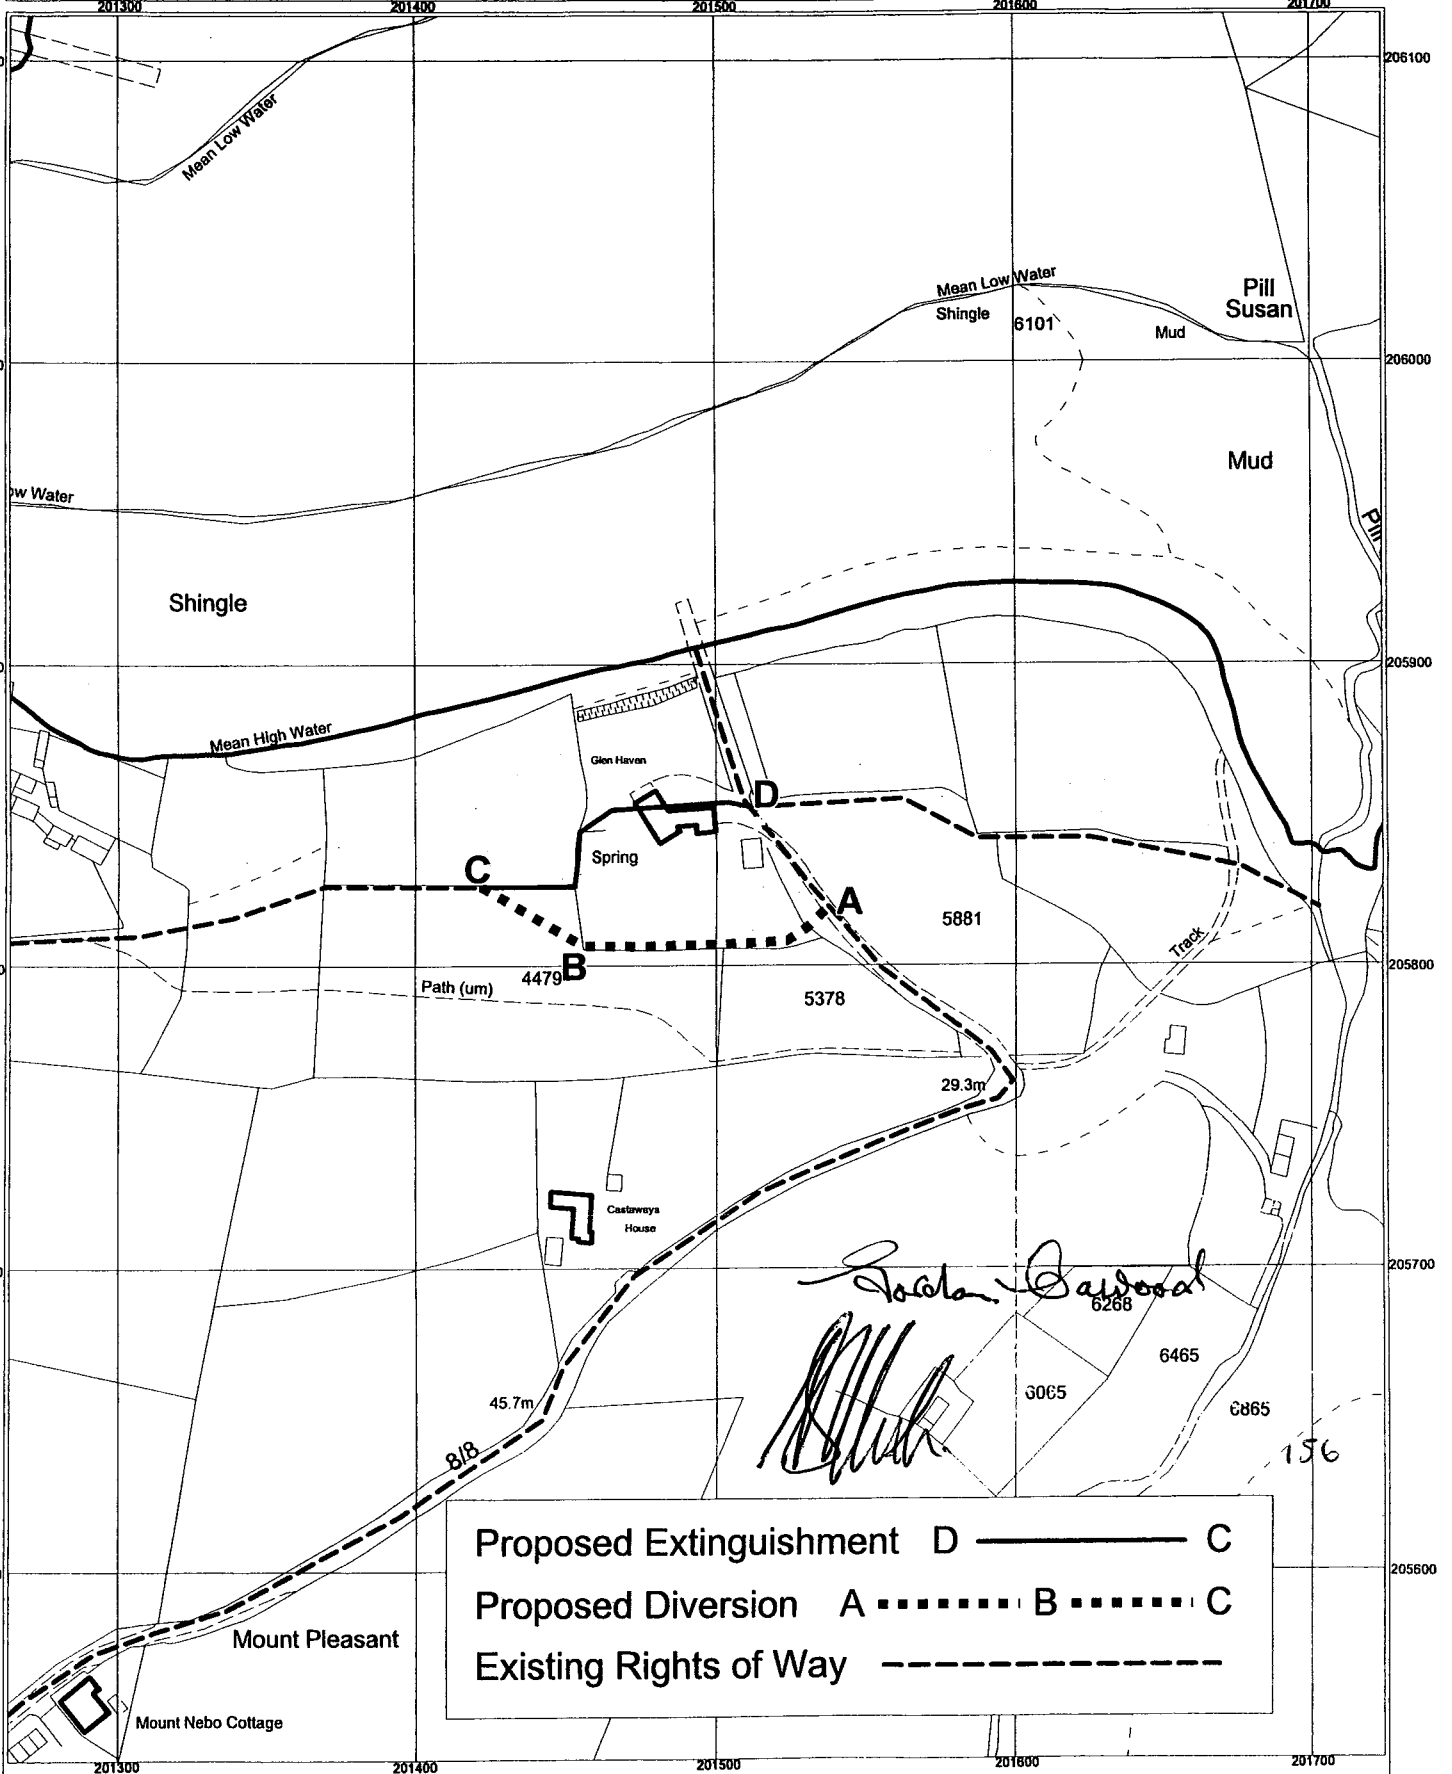 201300 201400 201500 201600 201700
206100
Mean Low Water
Mean Low Water
Shingle
6101
Mud
Pill
Susan
206000
Mud
ow Water
Pill
Shingle
205900
Mean High Water
Glen Haven
D
Spring
C
A
5881
Track
B
4479
Path (um)
5378
205800
29.3m
Castaways
House
205700
6268
6465
45.7m
6065
6865
8/8
156
Proposed Extinguishment D C
Proposed Diversion A B C
Existing Rights of Way
205600
Mount Pleasant
Mount Nebo Cottage
201300 201400 201500 201600 201700